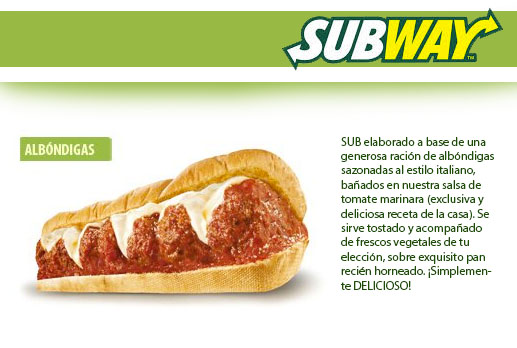 SUBWAY™
ALBÓNDIGAS
SUB elaborado a base de una
generosa ración de albóndigas
sazonadas al estilo italiano,
bañados en nuestra salsa de
tomate marinara (exclusiva y
deliciosa receta de la casa). Se
sirve tostado y acompañado
de frescos vegetales de tu
elección, sobre exquisito pan
recién horneado. ¡Simplemen-
te DELICIOSO!